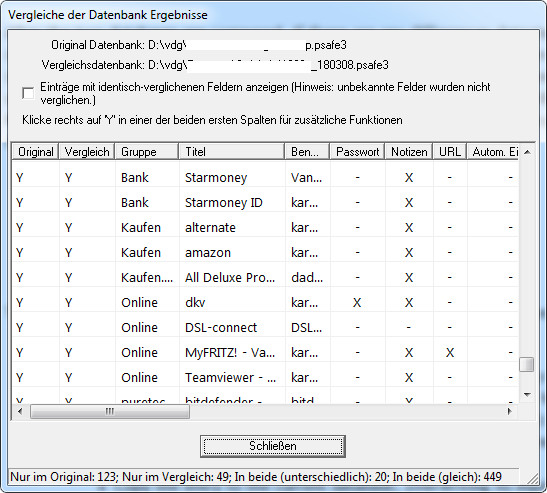 Vergleiche der Datenbank Ergebnisse
Original Datenbank: D:\vdg\ p.psafe3
Vergleichsdatenbank: D:\vdg\ _180308.psafe3
Einträge mit identisch-verglichenen Feldern anzeigen (Hinweis: unbekannte Felder wurden nicht
verglichen.)
Klicke rechts auf "Y" in einer der beiden ersten Spalten für zusätzliche Funktionen
Original Vergleich Gruppe Titel Ben... Passwort Notizen URL Autom. Ei
Y Y Bank Starmoney Van... - X - -
Y Y Bank Starmoney ID kar... - X - -
Y Y Kaufen alternate kar... - X - -
Y Y Kaufen amazon kar... - X - -
Y Y Kaufen.... All Deluxe Pro... dad... - X - -
Y Y Online dkv kar... X X - -
Y Y Online DSL-connect DSL... - - - -
Y Y Online MyFRITZ! - Va... kar... - X X -
Y Y Online Teamviewer - ... kar... - X - -
Y Y puretec bitdefender - ... bitd... - X - -
Schließen
Nur im Original: 123; Nur im Vergleich: 49; In beide (unterschiedlich): 20; In beide (gleich): 449